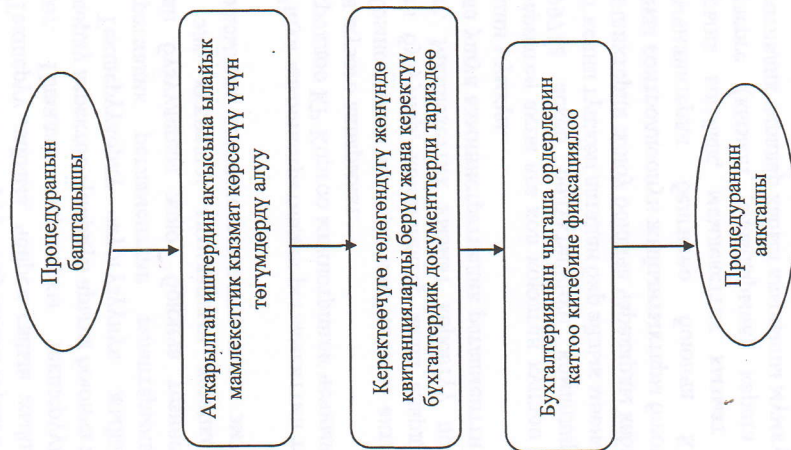 Процедуранын
башталышы
Аткарылган иштердин актысына ылайык
мамлекеттик кызмат көрсөтүү үчүн
төгүмдөрдү алуу
Керектөөчүгө төлөгөндүгү жөнүндө
квитанцияларды берүү жана керектүү
бухгалтердик документтерди тариздөө
Бухгалтериянын чыгаша ордерлерин
каттоо китебине фиксациялоо
Процедуранын
аякташы